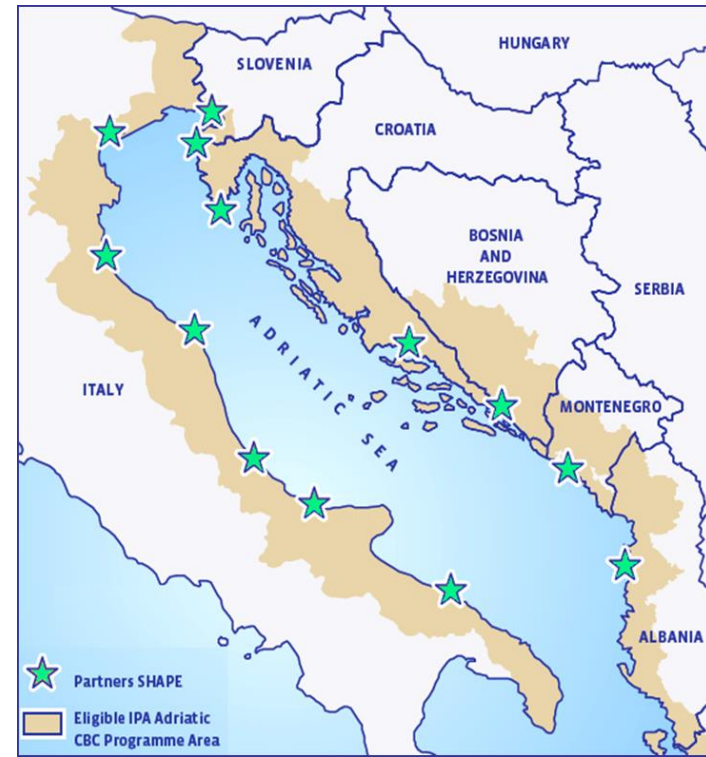 HUNGARY
SLOVENIA
CROATIA
BOSNIA
AND
HERZEGOVINA
SERBIA
ADRIATIC SEA
ITALY
MONTENEGRO
ALBANIA
Partners SHAPE
Eligible IPA Adriatic
CBC Programme Area